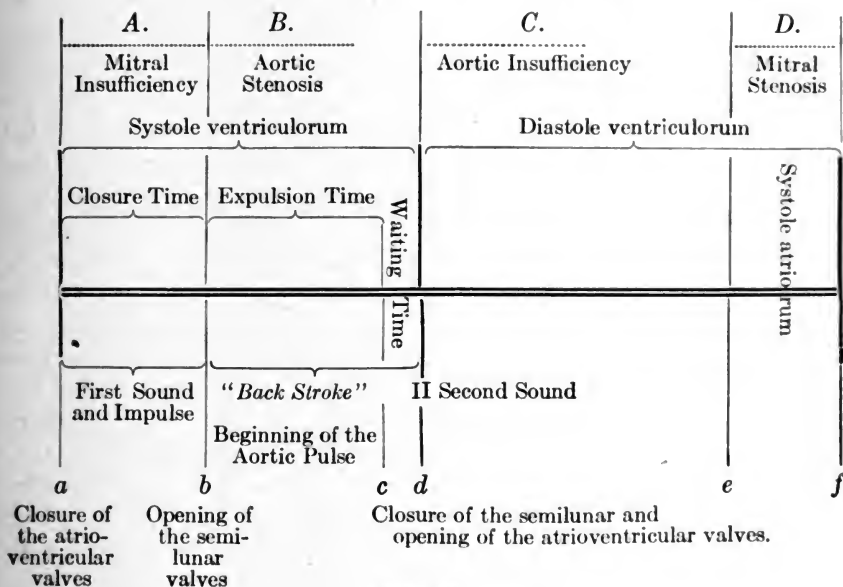 A. B. C. D.
Mitral Insufficiency
Aortic Stenosis
Aortic Insufficiency
Mitral Stenosis
Systole ventriculorum
Diastole ventriculorum
Closure Time
Expulsion Time
Waiting Time
Systole atriorum
First Sound
and Impulse
"Back Stroke"
II Second Sound
Beginning of the
Aortic Pulse
a b c d e f
Closure of
the atrio-
ventricular
valves
Opening of
the semi-
lunar
valves
Closure of the semilunar and
opening of the atrioventricular valves.